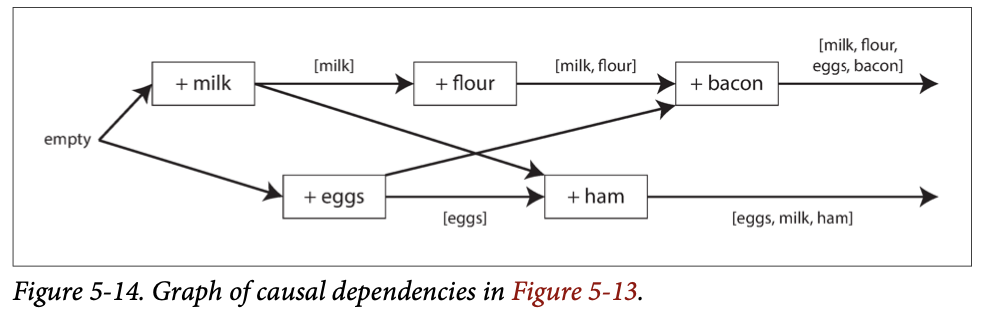 [milk, flour,
eggs, bacon]
[milk]
[milk, flour]
+ milk
+ flour
+ bacon
empty
+ eggs
+ ham
[eggs]
[eggs, milk, ham]
Figure 5-14. Graph of causal dependencies in Figure 5-13.